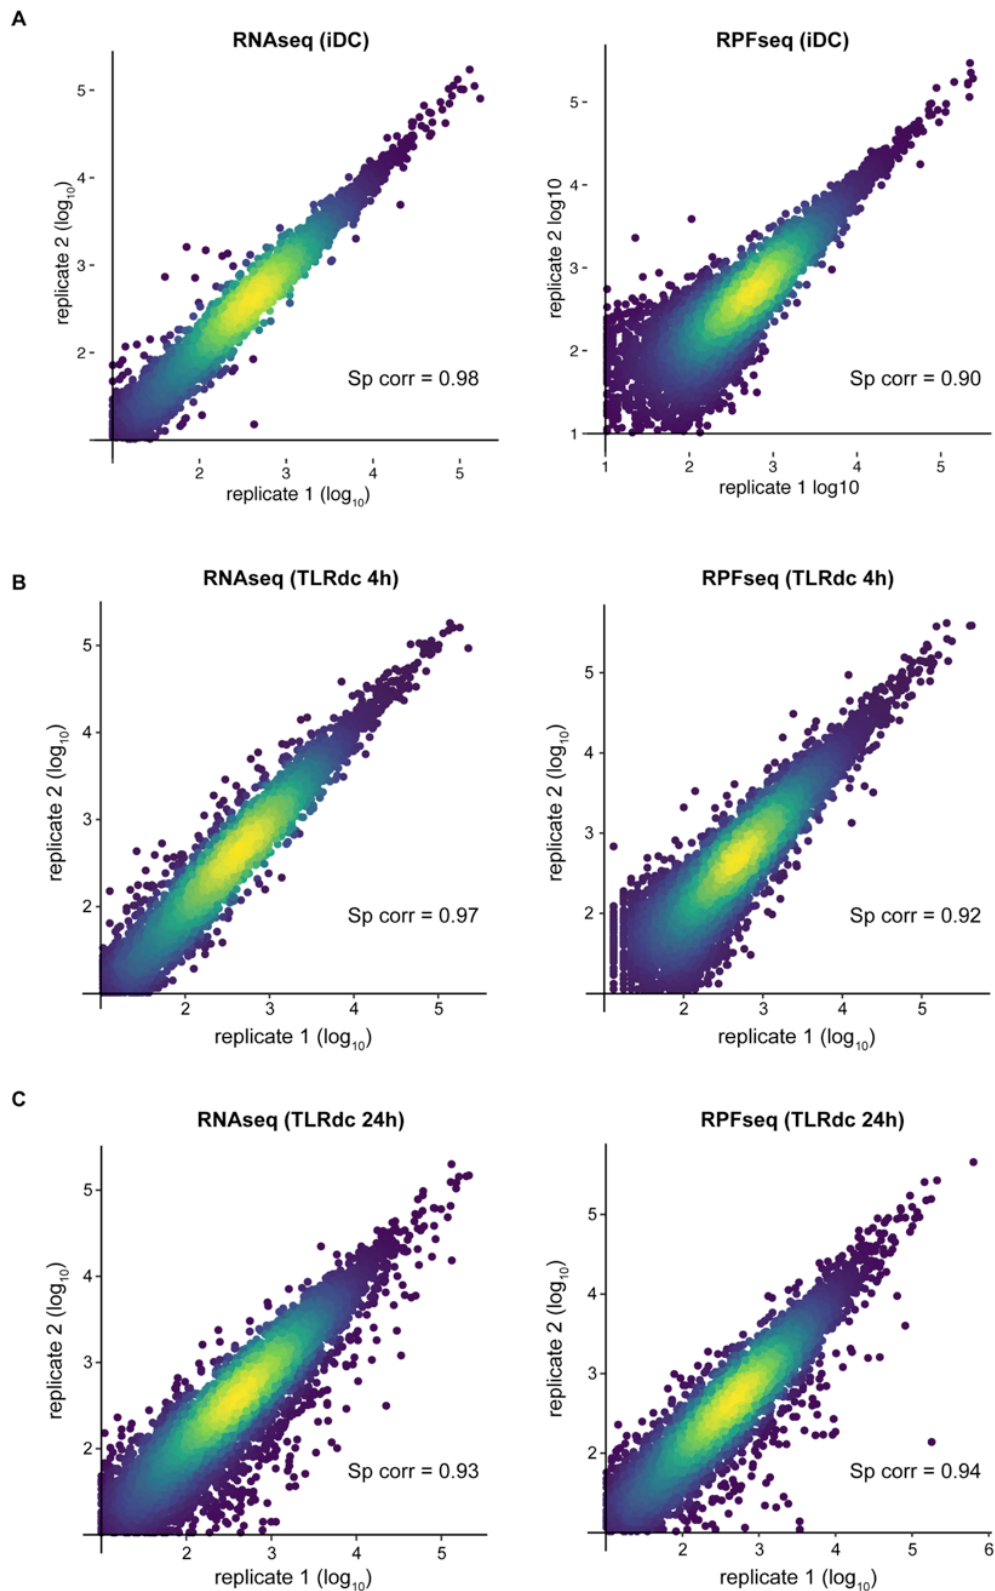 A
RNAseq (iDC)
5
4
3
2
replicate 2 (log10)
Sp corr = 0.98
2 3 4 5
replicate 1 (log10)
RPFseq (iDC)
5
4
3
2
1
replicate 2 log10
Sp corr = 0.90
1 2 3 4 5
replicate 1 log10
B
RNAseq (TLRdc 4h)
5
4
3
2
replicate 2 (log10)
Sp corr = 0.97
2 3 4 5
replicate 1 (log10)
RPFseq (TLRdc 4h)
5
4
3
2
replicate 2 (log10)
Sp corr = 0.92
2 3 4 5
replicate 1 (log10)
C
RNAseq (TLRdc 24h)
5
4
3
2
replicate 2 (log10)
Sp corr = 0.93
2 3 4 5
replicate 1 (log10)
RPFseq (TLRdc 24h)
5
4
3
2
replicate 2 (log10)
Sp corr = 0.94
2 3 4 5 6
replicate 1 (log10)